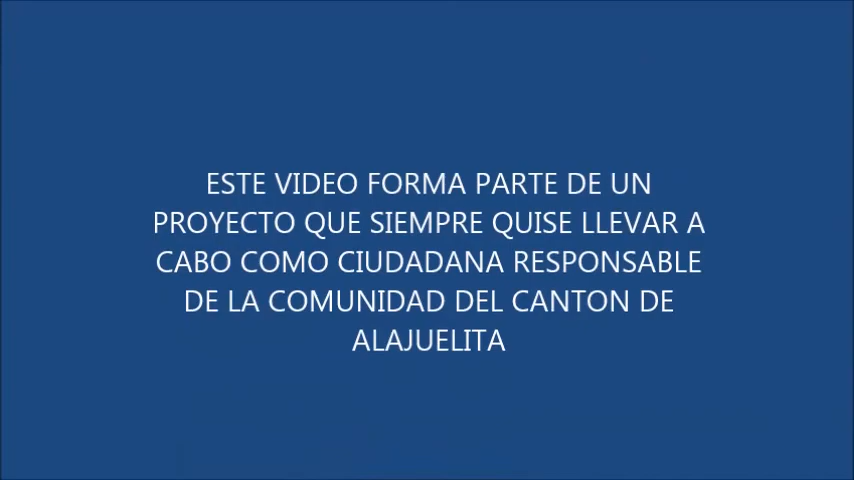 ESTE VIDEO FORMA PARTE DE UN
PROYECTO QUE SIEMPRE QUISE LLEVAR A
CABO COMO CIUDADANA RESPONSABLE
DE LA COMUNIDAD DEL CANTON DE
ALAJUELITA